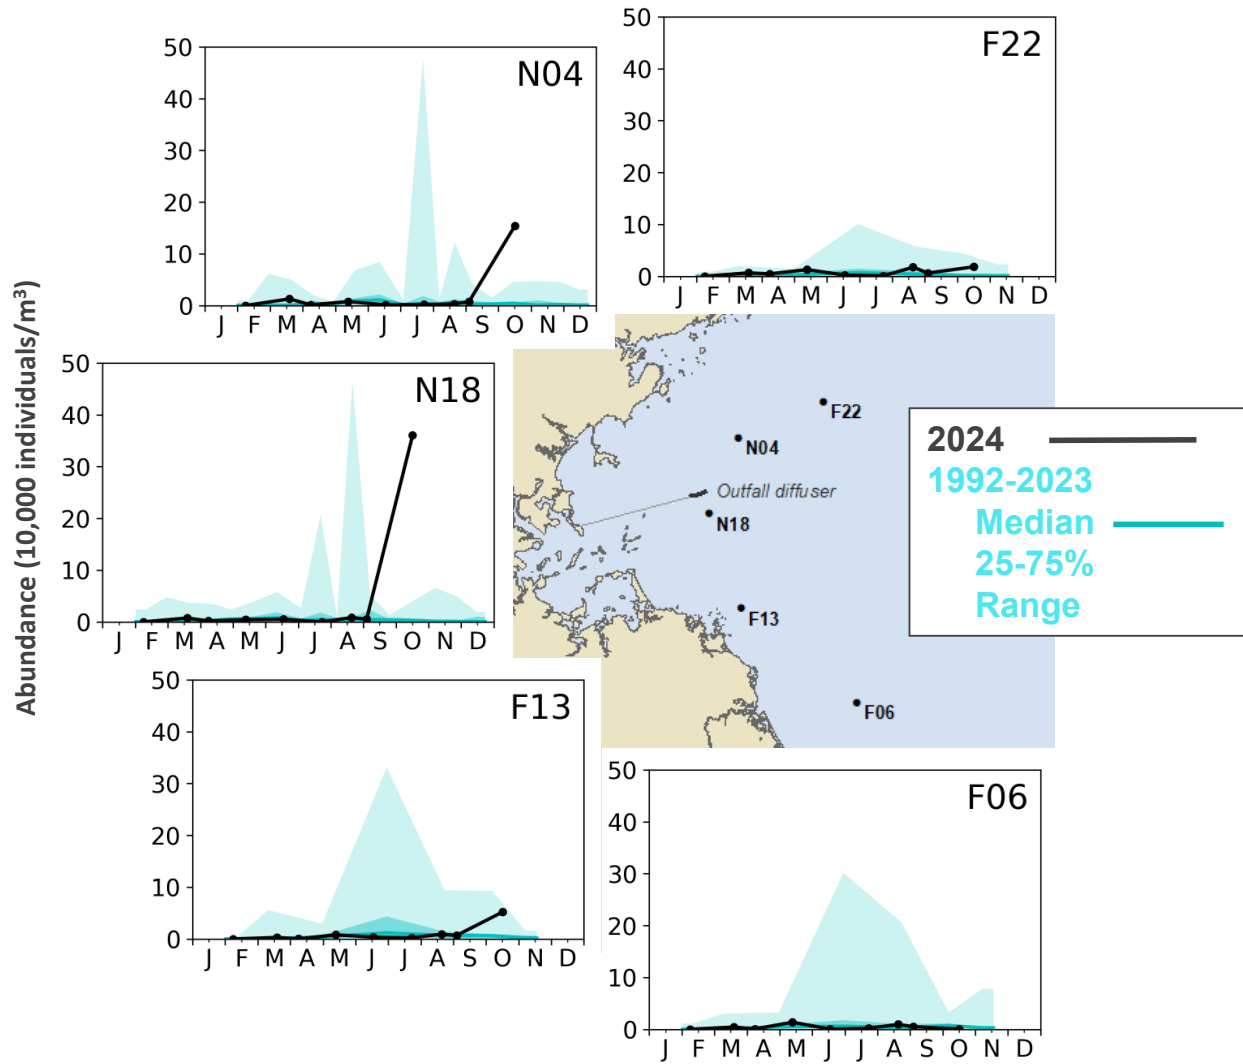 Abundance (10,000 individuals/m³)
N04
50
40
30
20
10
0
J F M A M J J A S O N D
F22
50
40
30
20
10
0
J F M A M J J A S O N D
N18
50
40
30
20
10
0
J F M A M J J A S O N D
F22
N04
Outfall diffuser
N18
F13
F06
2024
1992-2023
Median
25-75%
Range
F13
50
40
30
20
10
0
J F M A M J J A S O N D
F06
50
40
30
20
10
0
J F M A M J J A S O N D